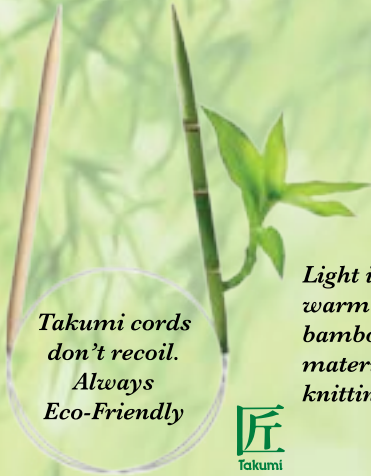 Takumi cords
don’t recoil.
Always
Eco-Friendly
Light i
warm
bambo
mater
knittin
匠
Takumi